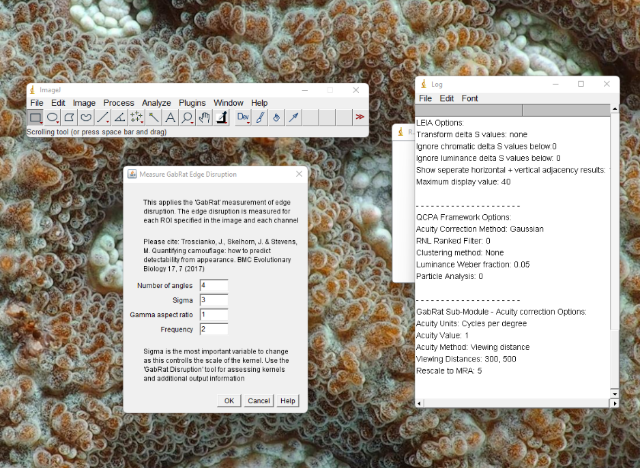 ImageJ
File Edit Image Process Analyze Plugins Window Help
Dev
Scrolling tool (or press space bar and drag)
Measure GabRat Edge Disruption
This applies the 'GabRat' measurement of edge
disruption. The edge disruption is measured for
each ROI specified in the image and each channel
Please cite: Troscianko, J., Skelhorn, J. & Stevens,
M. Quantifying camouflage: how to predict
detectability from appearance. BMC Evolutionary
Biology 17, 7 (2017)
Number of angles 4
Sigma 3
Gamma aspect ratio 1
Frequency 2
Sigma is the most important variable to change
as this controlls the scale of the kernel. Use the
'GabRat Disruption' tool for assessing kernels
and additional output information
OK Cancel Help
Log
File Edit Font
LEIA Options:
Transform delta S values: none
Ignore chromatic delta S values below:0
Ignore luminance delta S values below: 0
Show seperate horizontal + vertical adjacency results:
Maximum display value: 40
- - - - - - - - - - - - - - - - - - - -
QCPA Framework Options:
Acuity Correction Method: Gaussian
RNL Ranked Filter: 0
Clustering method: None
Luminance Weber fraction: 0.05
Particle Analysis: 0
- - - - - - - - - - - - - - - - - - - -
GabRat Sub-Module - Acuity correction Options:
Acuity Units: Cycles per degree
Acuity Value: 1
Acuity Method: Viewing distance
Viewing Distances: 300, 500
Rescale to MRA: 5